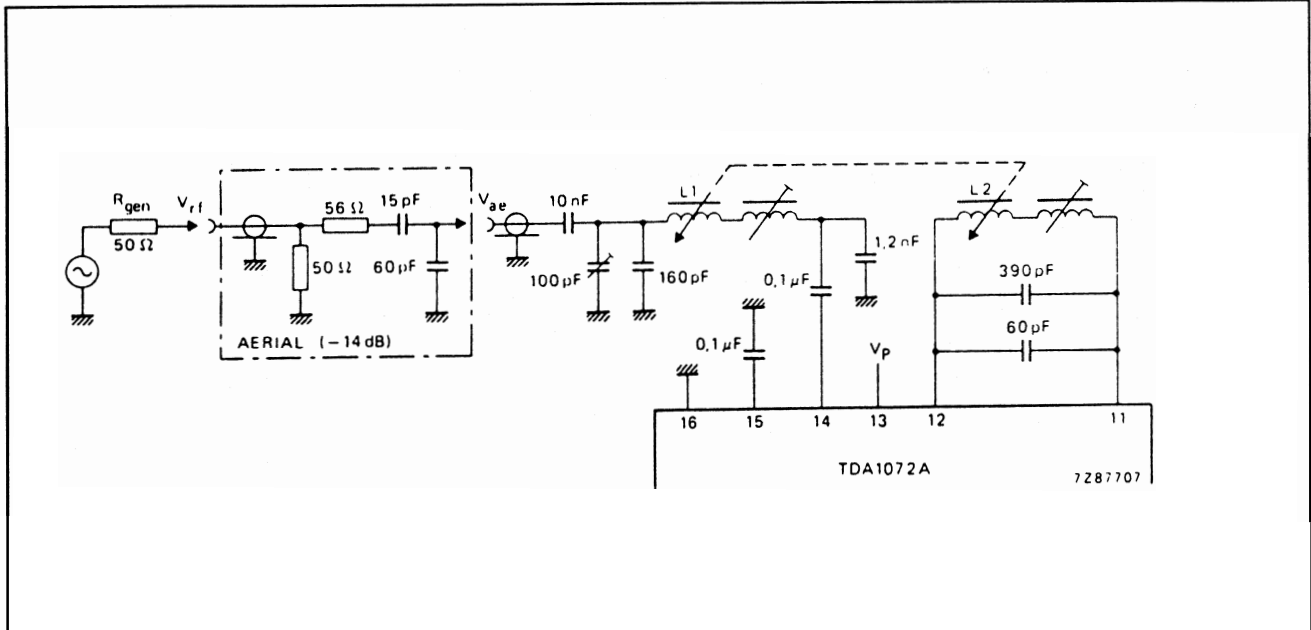 Rgen
50 Ω
Vrf
56 Ω
15 pF
50 Ω
60 pF
AERIAL (−14 dB)
Vae
10 nF
100 pF
160 pF
L1
0,1 µF
0,1 µF
1,2 nF
VP
L2
390 pF
60 pF
16 15 14 13 12 11
TDA1072A
7Z87707